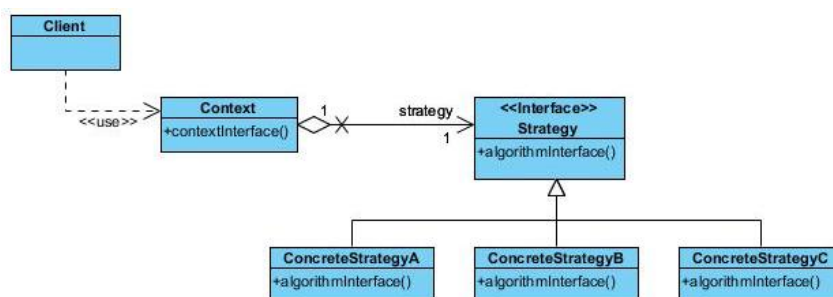 Client
<<use>>
Context
+contextInterface()
1
strategy
1
<<Interface>>
Strategy
+algorithmInterface()
ConcreteStrategyA
+algorithmInterface()
ConcreteStrategyB
+algorithmInterface()
ConcreteStrategyC
+algorithmInterface()